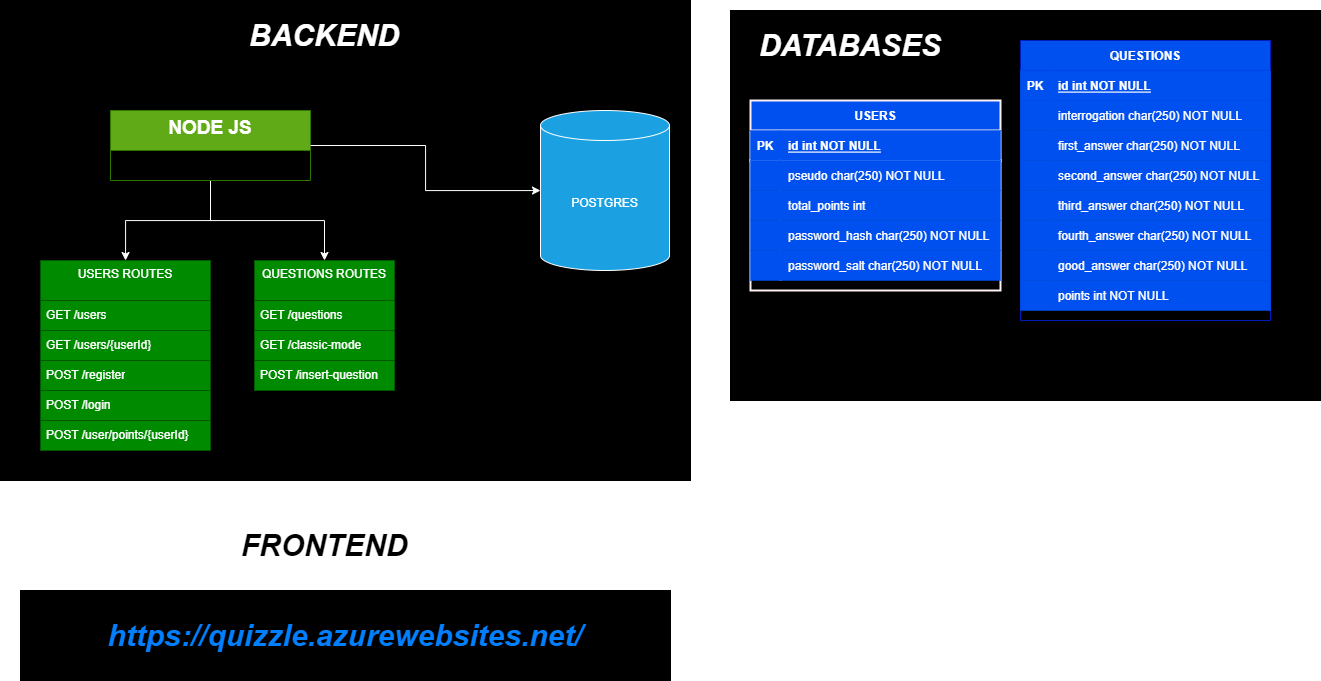 BACKEND
NODE JS
POSTGRES
USERS ROUTES
GET /users
GET /users/{userId}
POST /register
POST /login
POST /user/points/{userId}
QUESTIONS ROUTES
GET /questions
GET /classic-mode
POST /insert-question
DATABASES
USERS
PK id int NOT NULL
pseudo char(250) NOT NULL
total_points int
password_hash char(250) NOT NULL
password_salt char(250) NOT NULL
QUESTIONS
PK id int NOT NULL
interrogation char(250) NOT NULL
first_answer char(250) NOT NULL
second_answer char(250) NOT NULL
third_answer char(250) NOT NULL
fourth_answer char(250) NOT NULL
good_answer char(250) NOT NULL
points int NOT NULL
FRONTEND
https://quizzle.azurewebsites.net/